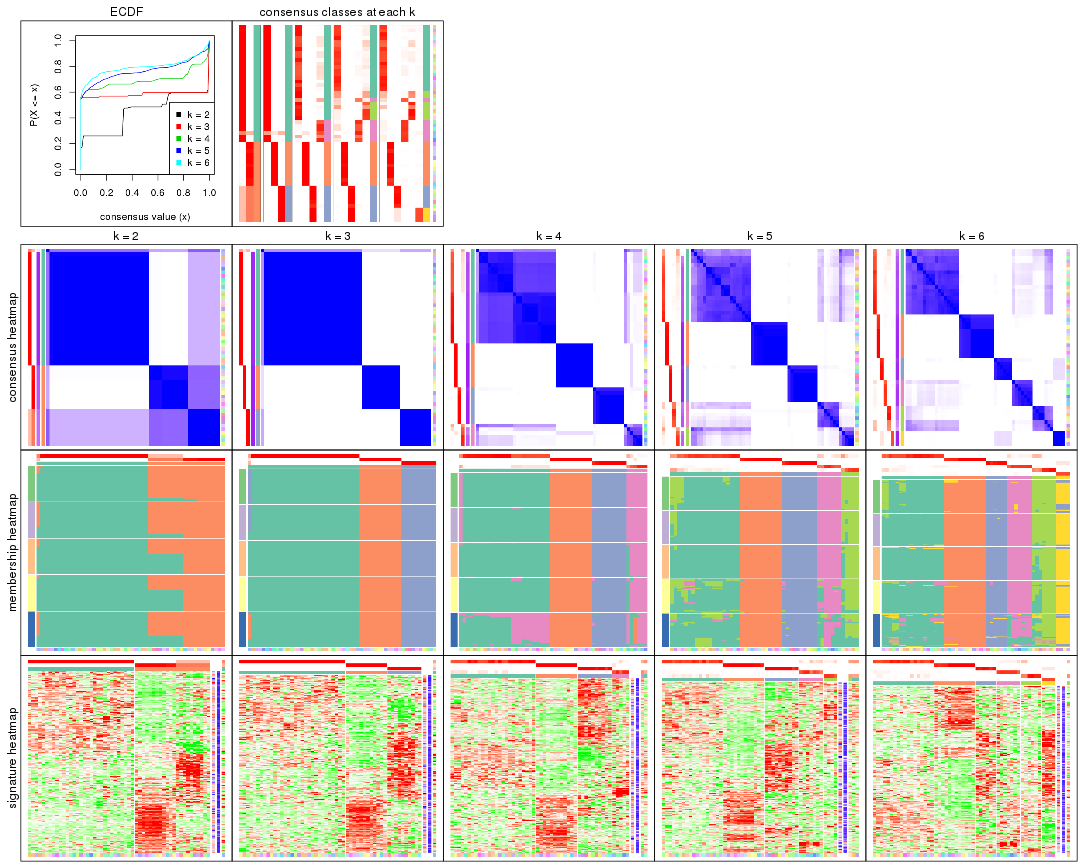 ECDF
consensus classes at each k
P(X <= x)
0.0 0.2 0.4 0.6 0.8 1.0
k = 2
k = 3
k = 4
k = 5
k = 6
0.0 0.2 0.4 0.6 0.8 1.0
consensus value (x)
k = 2
k = 3
k = 4
k = 5
k = 6
consensus heatmap
membership heatmap
signature heatmap